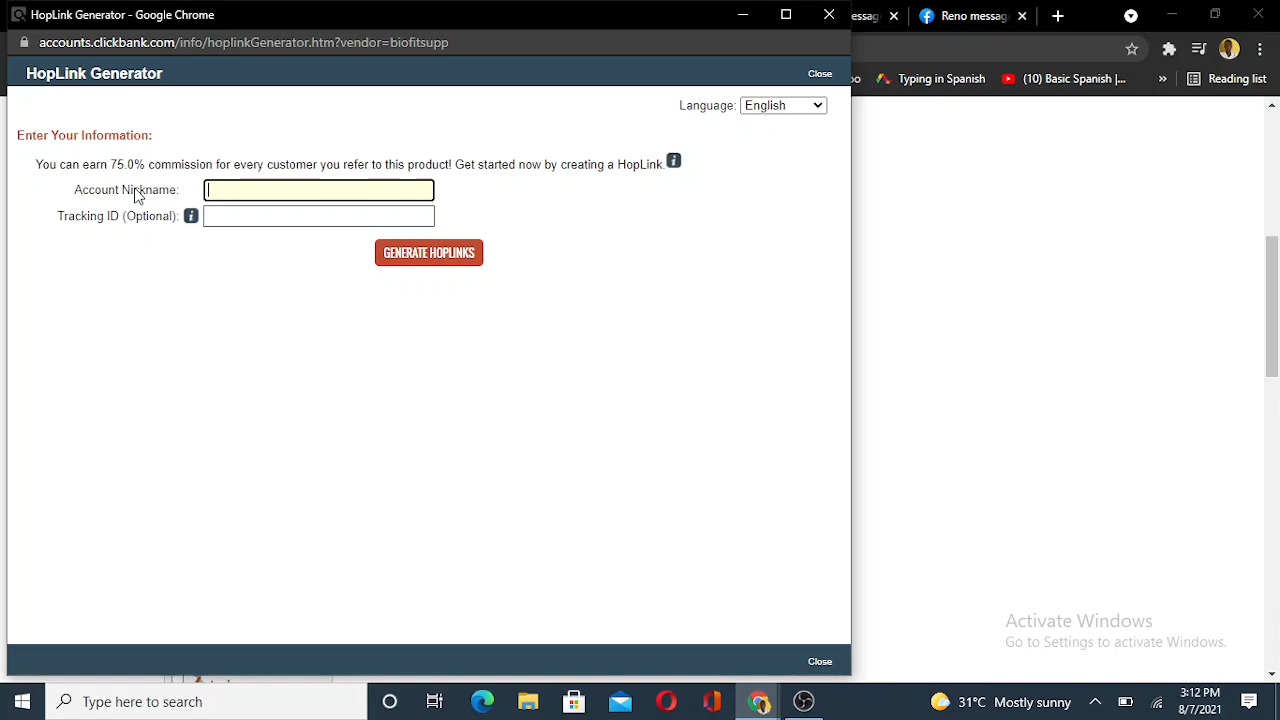 HopLink Generator - Google Chrome
essag
Reno messag
accounts.clickbank.com/info/hoplinkGenerator.htm?vendor=biofitsupp
HopLink Generator
Close
oo
Typing in Spanish
(10) Basic Spanish |...
»
Reading list
Language: English
Enter Your Information:
You can earn 75.0% commission for every customer you refer to this product! Get started now by creating a HopLink.
Account Nickname:
Tracking ID (Optional):
GENERATE HOPLINKS
Activate Windows
Go to Settings to activate Windows.
Close
Type here to search
31°C Mostly sunny
3:12 PM
8/7/2021